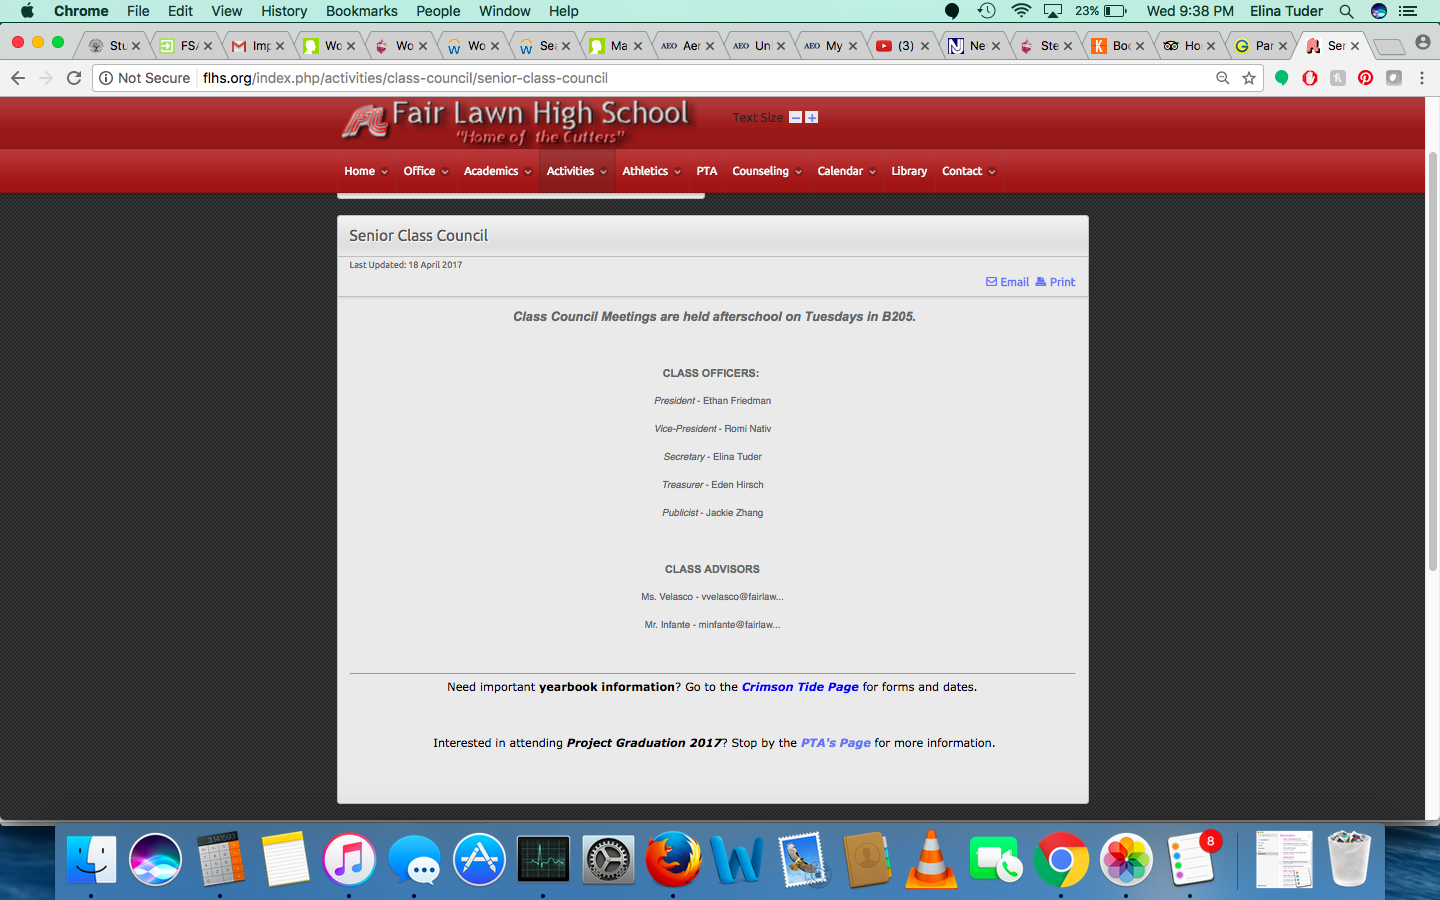 Chrome File Edit View History Bookmarks People Window Help 23% Wed 9:38 PM Elina Tuder
Stu FSA Imp Wo Wo Wo Sea Ma AEO Aer AEO Uni AEO My (3) Ne Ste Boo Ho Par Ser
Not Secure flhs.org/index.php/activities/class-council/senior-class-council
Fair Lawn High School
"Home of the Cutters"
Text Size
Home Office Academics Activities Athletics PTA Counseling Calendar Library Contact
Senior Class Council
Last Updated: 18 April 2017
Email Print
Class Council Meetings are held afterschool on Tuesdays in B205.
CLASS OFFICERS:
President - Ethan Friedman
Vice-President - Romi Nativ
Secretary - Elina Tuder
Treasurer - Eden Hirsch
Publicist - Jackie Zhang
CLASS ADVISORS
Ms. Velasco - vvelasco@fairlaw...
Mr. Infante - minfante@fairlaw...
Need important yearbook information? Go to the Crimson Tide Page for forms and dates.
Interested in attending Project Graduation 2017? Stop by the PTA's Page for more information.
3.141593
8